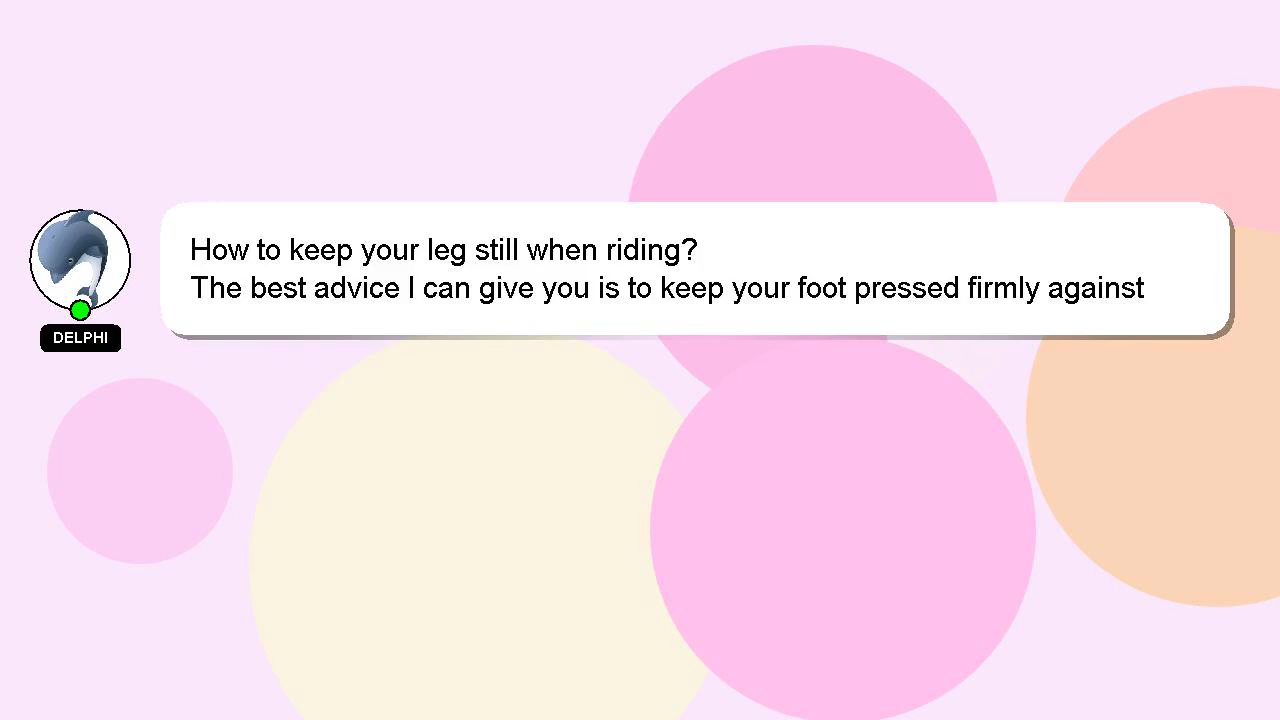 How to keep your leg still when riding?
The best advice I can give you is to keep your foot pressed firmly against
DELPHI